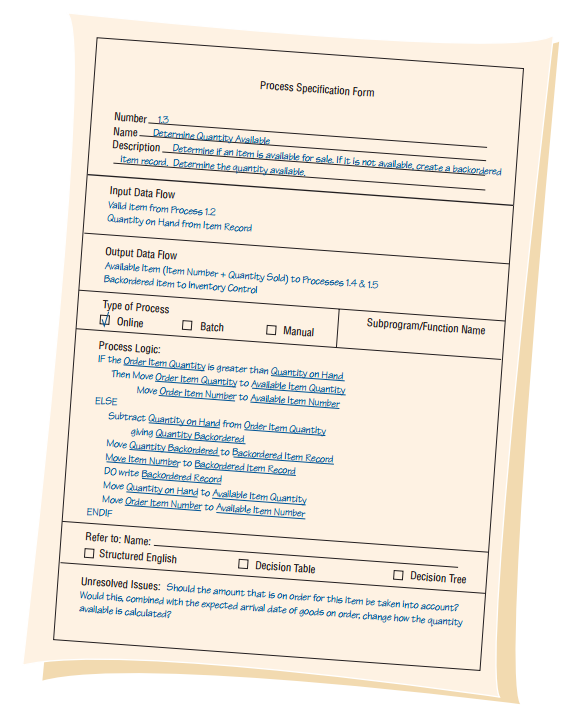 Process Specification Form
Number 1.3
Name Determine Quantity Available
Description Determine if an item is available for sale. If it is not available, create a backordered
item record. Determine the quantity available.
Input Data Flow
Valid item from Process 1.2
Quantity on Hand from Item Record
Output Data Flow
Available Item (Item Number + Quantity Sold) to Processes 1.4 & 1.5
Backordered Item to Inventory Control
Type of Process
Online Batch Manual
Subprogram/Function Name
Process Logic:
IF the Order Item Quantity is greater than Quantity on Hand
Then Move Order Item Quantity to Available Item Quantity
Move Order Item Number to Available Item Number
ELSE
Subtract Quantity on Hand from Order Item Quantity
giving Quantity Backordered
Move Quantity Backordered to Backordered Item Record
Move Item Number to Backordered Item Record
DO write Backordered Record
Move Quantity on Hand to Available Item Quantity
Move Order Item Number to Available Item Number
ENDIF
Refer to: Name:
Structured English Decision Table Decision Tree
Unresolved Issues: Should the amount that is on order for this item be taken into account?
Would this, combined with the expected arrival date of goods on order, change how the quantity
available is calculated?